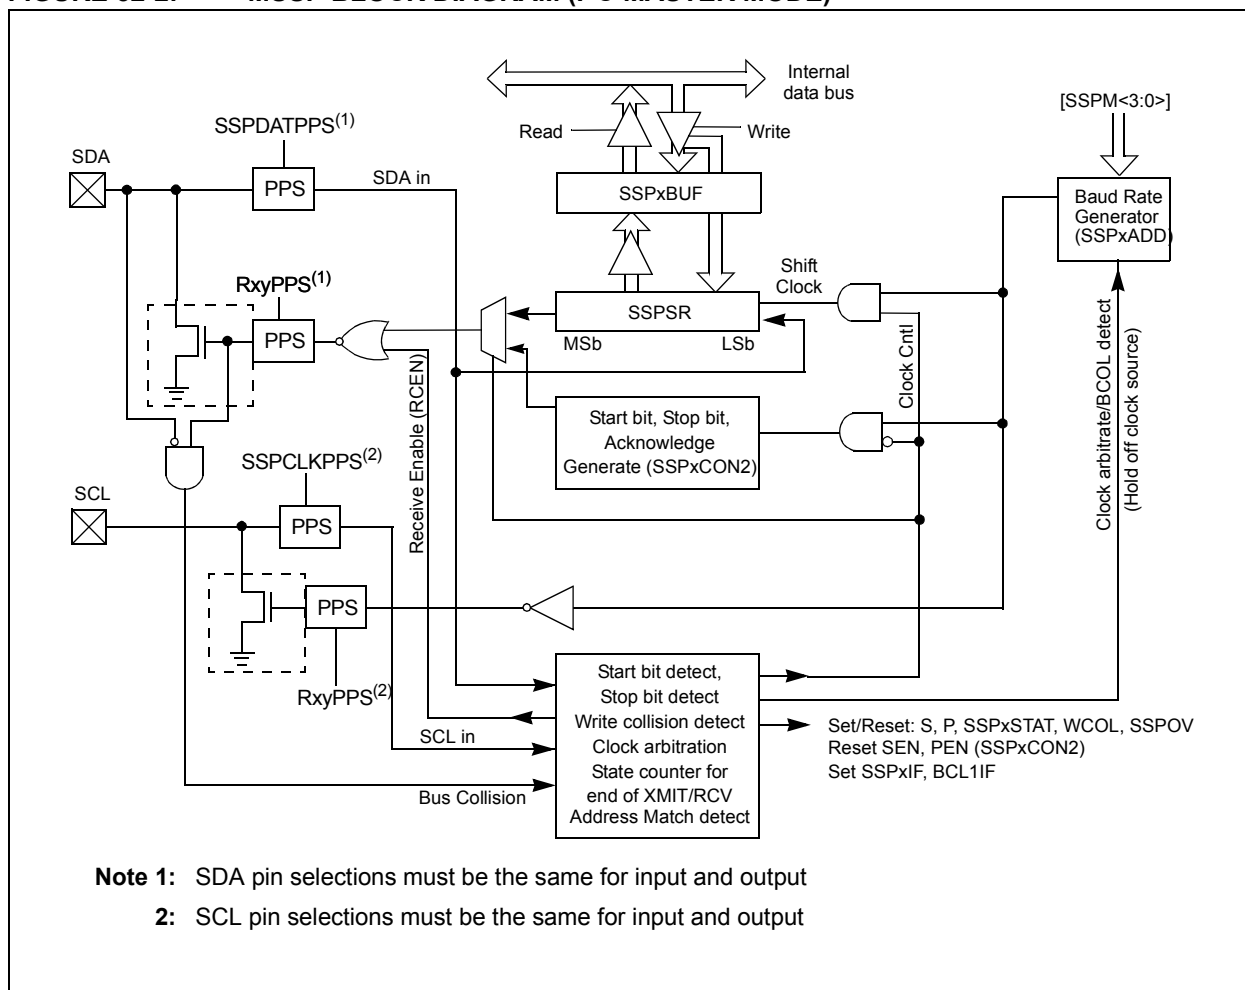 Internal
data bus
[SSPM<3:0>]
SSPDATPPS(1)
Read
Write
SDA
PPS
SDA in
SSPxBUF
Baud Rate
Generator
(SSPxADD)
RxyPPS(1)
Shift
Clock
PPS
SSPSR
MSb
LSb
Clock Cntl
Receive Enable (RCEN)
Start bit, Stop bit,
Acknowledge
Generate (SSPxCON2)
Clock arbitrate/BCOL detect
(Hold off clock source)
SSPCLKPPS(2)
SCL
PPS
PPS
RxyPPS(2)
SCL in
Bus Collision
Start bit detect,
Stop bit detect
Write collision detect
Clock arbitration
State counter for
end of XMIT/RCV
Address Match detect
Set/Reset: S, P, SSPxSTAT, WCOL, SSPOV
Reset SEN, PEN (SSPxCON2)
Set SSPxIF, BCL1IF
Note 1: SDA pin selections must be the same for input and output
2: SCL pin selections must be the same for input and output